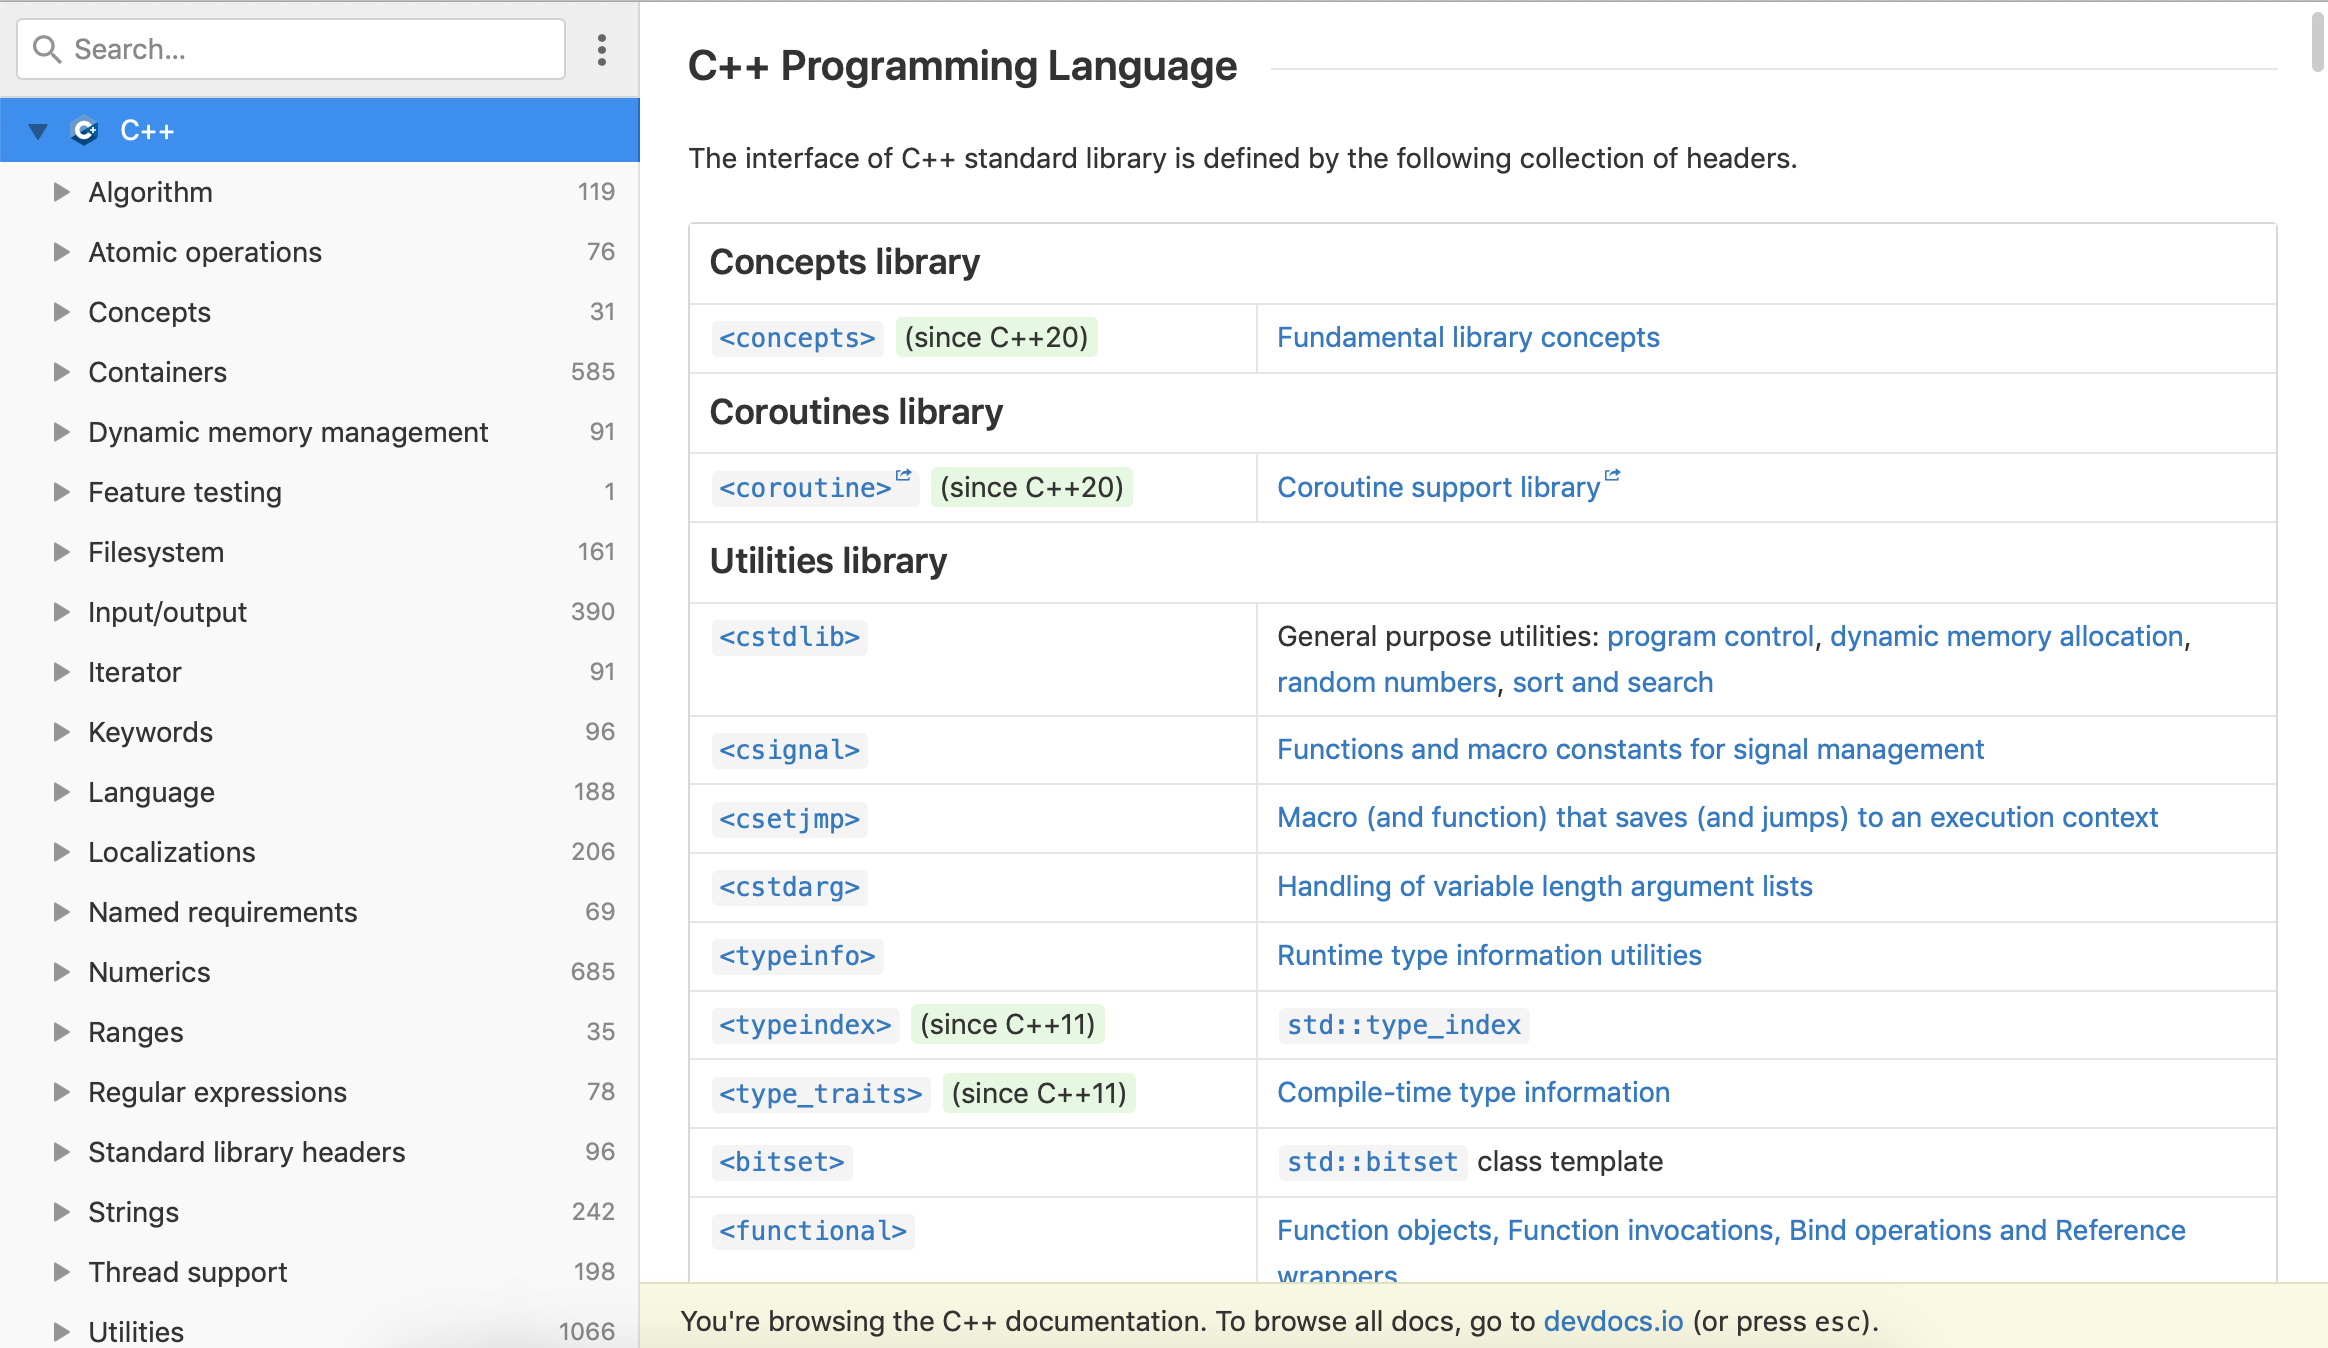 Search...
C++
Algorithm 119
Atomic operations 76
Concepts 31
Containers 585
Dynamic memory management 91
Feature testing 1
Filesystem 161
Input/output 390
Iterator 91
Keywords 96
Language 188
Localizations 206
Named requirements 69
Numerics 685
Ranges 35
Regular expressions 78
Standard library headers 96
Strings 242
Thread support 198
Utilities 1066
C++ Programming Language
The interface of C++ standard library is defined by the following collection of headers.
Concepts library
<concepts> (since C++20) Fundamental library concepts
Coroutines library
<coroutine> (since C++20) Coroutine support library
Utilities library
<cstdlib> General purpose utilities: program control, dynamic memory allocation,
random numbers, sort and search
<csignal> Functions and macro constants for signal management
<csetjmp> Macro (and function) that saves (and jumps) to an execution context
<cstdarg> Handling of variable length argument lists
<typeinfo> Runtime type information utilities
<typeindex> (since C++11) std::type_index
<type_traits> (since C++11) Compile-time type information
<bitset> std::bitset class template
<functional> Function objects, Function invocations, Bind operations and Reference
wrappers
You're browsing the C++ documentation. To browse all docs, go to devdocs.io (or press esc).